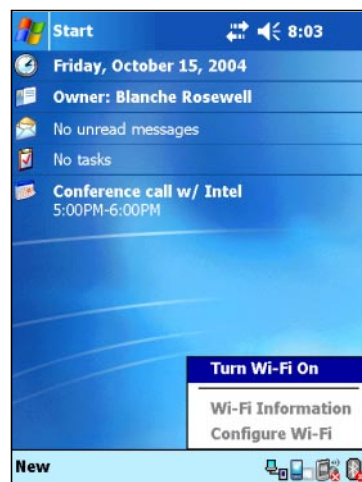 Start 8:03
Friday, October 15, 2004
Owner: Blanche Rosewell
No unread messages
No tasks
Conference call w/ Intel
5:00PM-6:00PM
Turn Wi-Fi On
Wi-Fi Information
Configure Wi-Fi
New